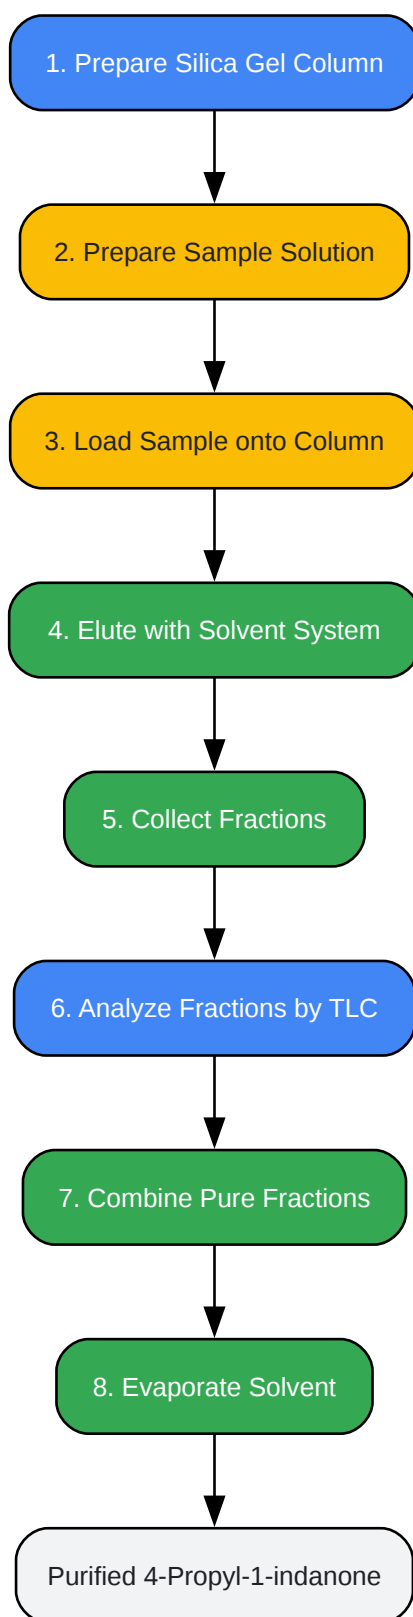 1. Prepare Silica Gel Column
2. Prepare Sample Solution
3. Load Sample onto Column
4. Elute with Solvent System
5. Collect Fractions
6. Analyze Fractions by TLC
7. Combine Pure Fractions
8. Evaporate Solvent
Purified 4-Propyl-1-indanone